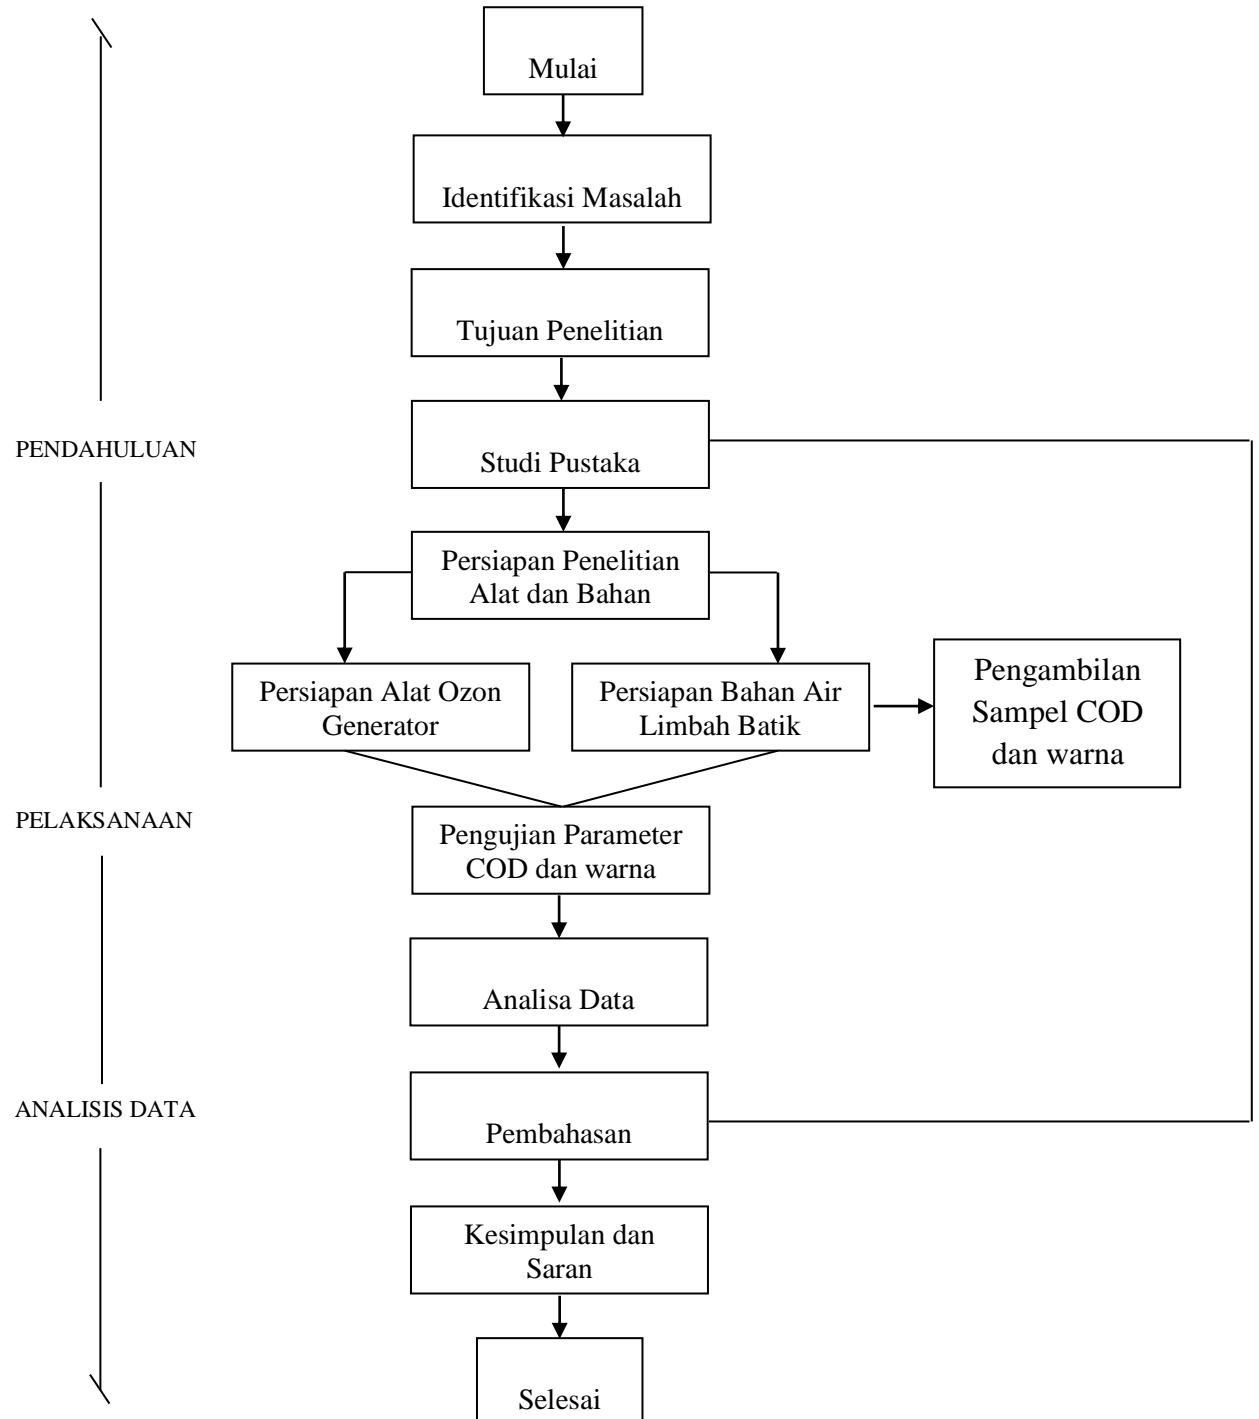 Mulai
Identifikasi Masalah
Tujuan Penelitian
PENDAHULUAN
Studi Pustaka
Persiapan Penelitian
Alat dan Bahan
Persiapan Alat Ozon
Generator
Persiapan Bahan Air
Limbah Batik
Pengambilan
Sampel COD
dan warna
PELAKSANAAN
Pengujian Parameter
COD dan warna
Analisa Data
ANALISIS DATA
Pembahasan
Kesimpulan dan
Saran
Selesai